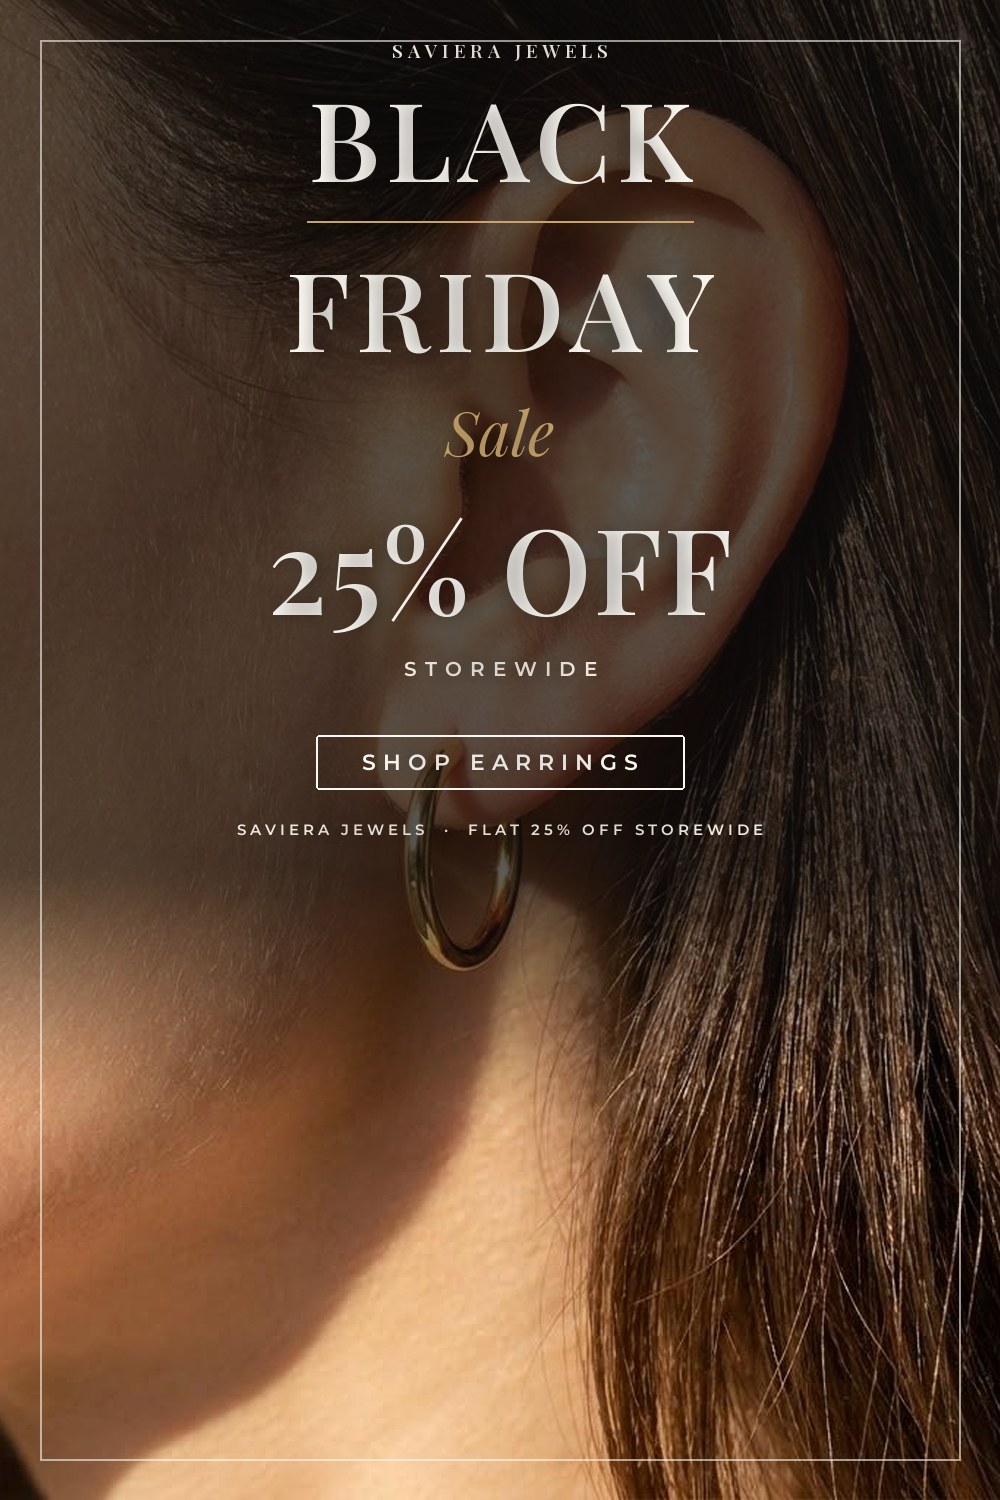 SAVIERA JEWELS
BLACK
FRIDAY
Sale
25% OFF
STOREWIDE
SHOP EARRINGS
SAVIERA JEWELS · FLAT 25% OFF STOREWIDE